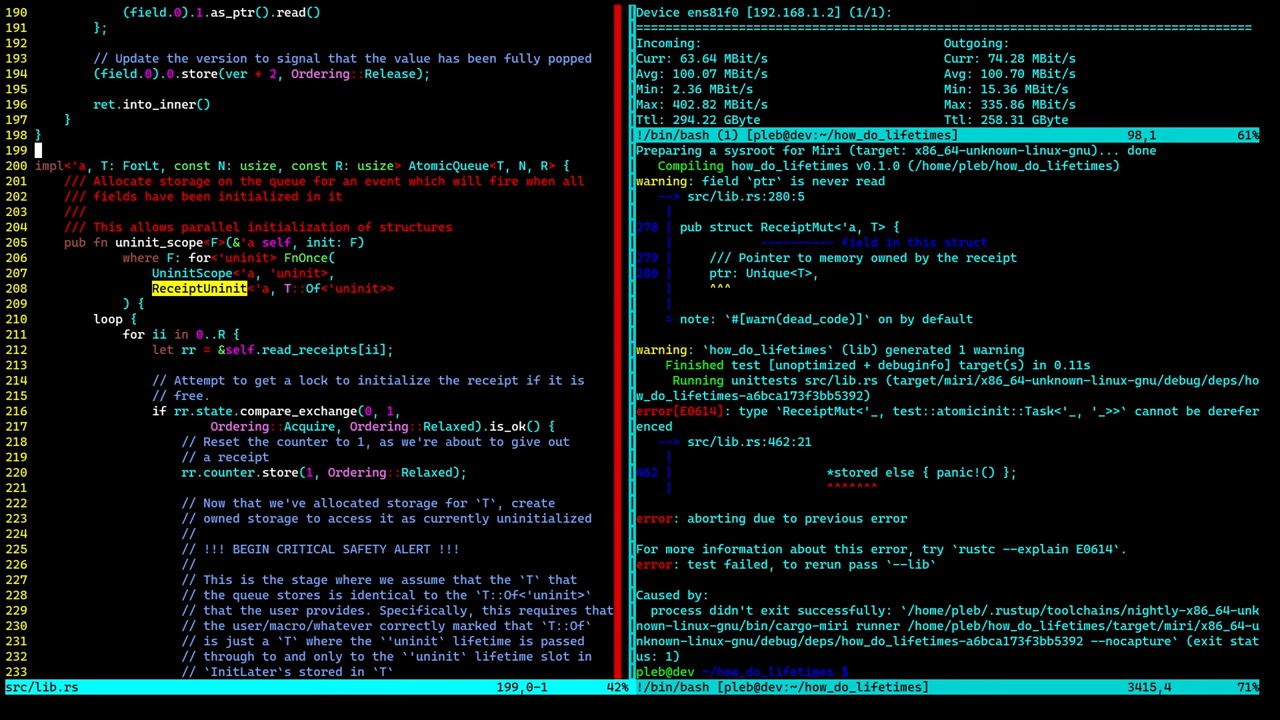 190             (field.0).1.as_ptr().read()
191         };
192
193         // Update the version to signal that the value has been fully popped
194         (field.0).0.store(ver + 2, Ordering::Release);
195
196         ret.into_inner()
197     }
198 }
199
200 impl<'a, T: ForLt, const N: usize, const R: usize> AtomicQueue<T, N, R> {
201     /// Allocate storage on the queue for an event which will fire when all
202     /// fields have been initialized in it
203     ///
204     /// This allows parallel initialization of structures
205     pub fn uninit_scope<F>(&'a self, init: F)
206             where F: for<'uninit> FnOnce(
207                 UninitScope<'a, 'uninit>,
208                 ReceiptUninit<'a, T::Of<'uninit>>
209             ) {
210         loop {
211             for ii in 0..R {
212                 let rr = &self.read_receipts[ii];
213
214                 // Attempt to get a lock to initialize the receipt if it is
215                 // free.
216                 if rr.state.compare_exchange(0, 1,
217                         Ordering::Acquire, Ordering::Relaxed).is_ok() {
218                     // Reset the counter to 1, as we're about to give out
219                     // a receipt
220                     rr.counter.store(1, Ordering::Relaxed);
221
222                     // Now that we've allocated storage for `T`, create
223                     // owned storage to access it as currently uninitialized
224                     //
225                     // !!! BEGIN CRITICAL SAFETY ALERT !!!
226                     //
227                     // This is the stage where we assume that the `T` that
228                     // the queue stores is identical to the `T::Of<'uninit>`
229                     // that the user provides. Specifically, this requires that
230                     // the user/macro/whatever correctly marked that `T::Of`
231                     // is just a `T` where the `'uninit` lifetime is passed
232                     // through to and only to the `'uninit` lifetime slot in
233                     // `InitLater`s stored in `T`
src/lib.rs 199,0-1 42%
Device ens81f0 [192.168.1.2] (1/1):
===================================================================================
Incoming: Outgoing:
Curr: 63.64 MBit/s Curr: 74.28 MBit/s
Avg: 100.07 MBit/s Avg: 100.70 MBit/s
Min: 2.36 MBit/s Min: 15.36 MBit/s
Max: 402.82 MBit/s Max: 335.86 MBit/s
Ttl: 294.22 GByte Ttl: 258.31 GByte
!/bin/bash (1) [pleb@dev:~/how_do_lifetimes] 98,1 61%
Preparing a sysroot for Miri (target: x86_64-unknown-linux-gnu)... done
   Compiling how_do_lifetimes v0.1.0 (/home/pleb/how_do_lifetimes)
warning: field `ptr` is never read
   --> src/lib.rs:280:5
    |
278 | pub struct ReceiptMut<'a, T> {
    |            ---------- field in this struct
279 |     /// Pointer to memory owned by the receipt
280 |     ptr: Unique<T>,
    |     ^^^
    |
    = note: `#[warn(dead_code)]` on by default

warning: `how_do_lifetimes` (lib) generated 1 warning
    Finished test [unoptimized + debuginfo] target(s) in 0.11s
     Running unittests src/lib.rs (target/miri/x86_64-unknown-linux-gnu/debug/deps/ho
w_do_lifetimes-a6bca173f3bb5392)
error[E0614]: type `ReceiptMut<'_, test::atomicinit::Task<'_, '_>>` cannot be derefer
enced
   --> src/lib.rs:462:21
    |
462 |                     *stored else { panic!() };
    |                     ^^^^^^^

error: aborting due to previous error

For more information about this error, try `rustc --explain E0614`.
error: test failed, to rerun pass `--lib`

Caused by:
  process didn't exit successfully: `/home/pleb/.rustup/toolchains/nightly-x86_64-unk
nown-linux-gnu/bin/cargo-miri runner /home/pleb/how_do_lifetimes/target/miri/x86_64-u
nknown-linux-gnu/debug/deps/how_do_lifetimes-a6bca173f3bb5392 --nocapture` (exit stat
us: 1)
pleb@dev ~/how_do_lifetimes $
!/bin/bash [pleb@dev:~/how_do_lifetimes] 3415,4 71%